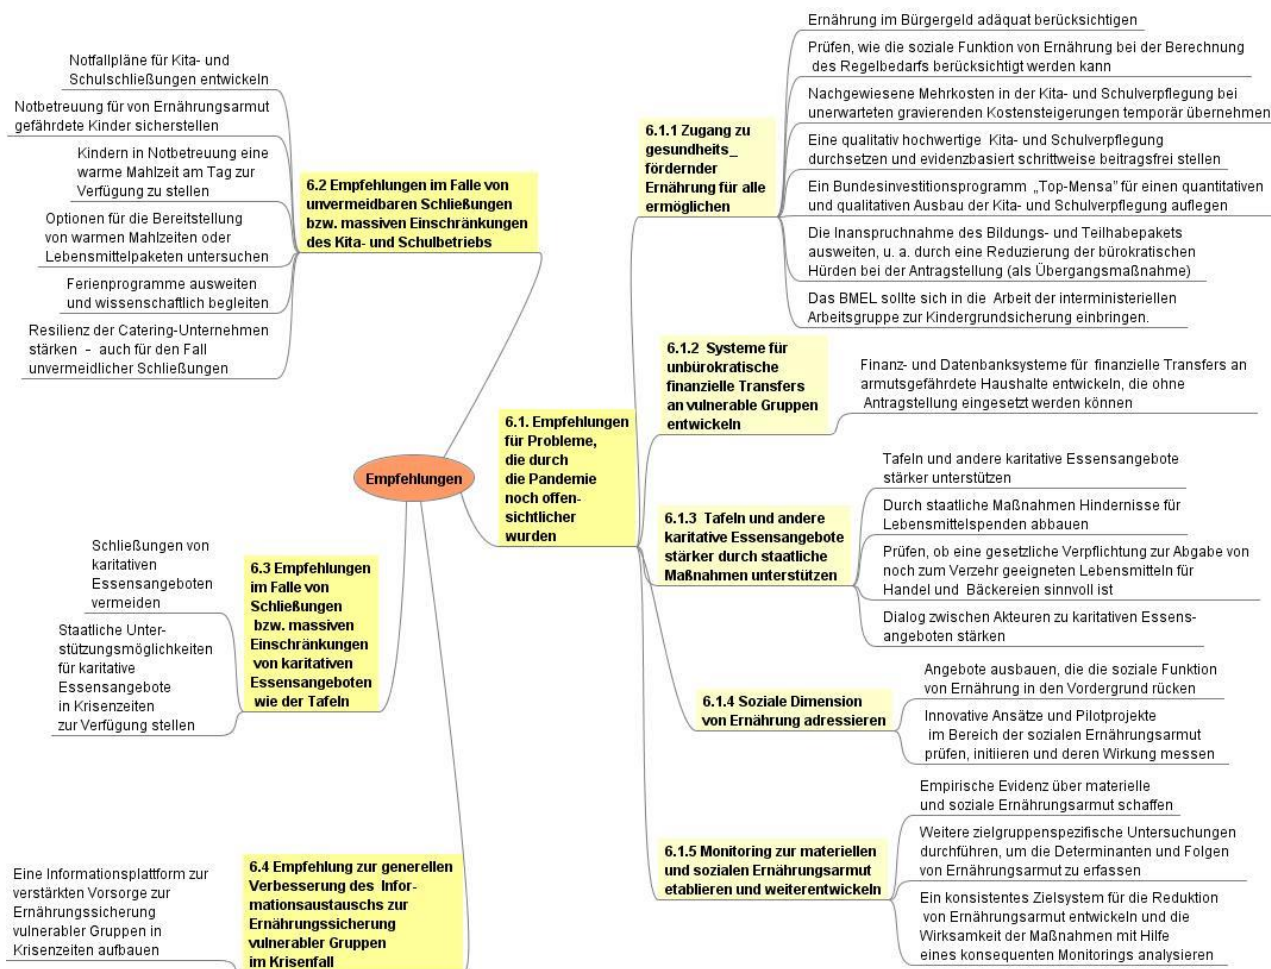 Empfehlungen
6.1. Empfehlungen
für Probleme,
die durch
die Pandemie
noch offen-
sichtlicher
wurden
6.1.1 Zugang zu
gesundheits_
fördernder
Ernährung für alle
ermöglichen
Ernährung im Bürgergeld adäquat berücksichtigen
Prüfen, wie die soziale Funktion von Ernährung bei der Berechnung
des Regelbedarfs berücksichtigt werden kann
Nachgewiesene Mehrkosten in der Kita- und Schulverpflegung bei
unerwarteten gravierenden Kostensteigerungen temporär übernehmen
Eine qualitativ hochwertige Kita- und Schulverpflegung
durchsetzen und evidenzbasiert schrittweise beitragsfrei stellen
Ein Bundesinvestitionsprogramm „Top-Mensa" für einen quantitativen
und qualitativen Ausbau der Kita- und Schulverpflegung auflegen
Die Inanspruchnahme des Bildungs- und Teilhabepakets
ausweiten, u. a. durch eine Reduzierung der bürokratischen
Hürden bei der Antragstellung (als Übergangsmaßnahme)
Das BMEL sollte sich in die Arbeit der interministeriellen
Arbeitsgruppe zur Kindergrundsicherung einbringen.
6.1.2 Systeme für
unbürokratische
finanzielle Transfers
an vulnerable Gruppen
entwickeln
Finanz- und Datenbanksysteme für finanzielle Transfers an
armutsgefährdete Haushalte entwickeln, die ohne
Antragstellung eingesetzt werden können
6.1.3 Tafeln und andere
karitative Essensangebote
stärker durch staatliche
Maßnahmen unterstützen
Tafeln und andere karitative Essensangebote
stärker unterstützen
Durch staatliche Maßnahmen Hindernisse für
Lebensmittelspenden abbauen
Prüfen, ob eine gesetzliche Verpflichtung zur Abgabe von
noch zum Verzehr geeigneten Lebensmitteln für
Handel und Bäckereien sinnvoll ist
Dialog zwischen Akteuren zu karitativen Essens-
angeboten stärken
6.1.4 Soziale Dimension
von Ernährung adressieren
Angebote ausbauen, die die soziale Funktion
von Ernährung in den Vordergrund rücken
Innovative Ansätze und Pilotprojekte
im Bereich der sozialen Ernährungsarmut
prüfen, initiieren und deren Wirkung messen
6.1.5 Monitoring zur materiellen
und sozialen Ernährungsarmut
etablieren und weiterentwickeln
Empirische Evidenz über materielle
und soziale Ernährungsarmut schaffen
Weitere zielgruppenspezifische Untersuchungen
durchführen, um die Determinanten und Folgen
von Ernährungsarmut zu erfassen
Ein konsistentes Zielsystem für die Reduktion
von Ernährungsarmut entwickeln und die
Wirksamkeit der Maßnahmen mit Hilfe
eines konsequenten Monitorings analysieren
6.2 Empfehlungen im Falle von
unvermeidbaren Schließungen
bzw. massiven Einschränkungen
des Kita- und Schulbetriebs
Notfallpläne für Kita- und
Schulschließungen entwickeln
Notbetreuung für von Ernährungsarmut
gefährdete Kinder sicherstellen
Kindern in Notbetreuung eine
warme Mahlzeit am Tag zur
Verfügung zu stellen
Optionen für die Bereitstellung
von warmen Mahlzeiten oder
Lebensmittelpaketen untersuchen
Ferienprogramme ausweiten
und wissenschaftlich begleiten
Resilienz der Catering-Unternehmen
stärken - auch für den Fall
unvermeidlicher Schließungen
6.3 Empfehlungen
im Falle von
Schließungen
bzw. massiven
Einschränkungen
von karitativen
Essensangeboten
wie der Tafeln
Schließungen von
karitativen
Essensangeboten
vermeiden
Staatliche Unter-
stützungsmöglichkeiten
für karitative
Essensangebote
in Krisenzeiten
zur Verfügung stellen
6.4 Empfehlung zur generellen
Verbesserung des Infor-
mationsaustauschs zur
Ernährungssicherung
vulnerabler Gruppen
im Krisenfall
Eine Informationsplattform zur
verstärkten Vorsorge zur
Ernährungssicherung
vulnerabler Gruppen in
Krisenzeiten aufbauen